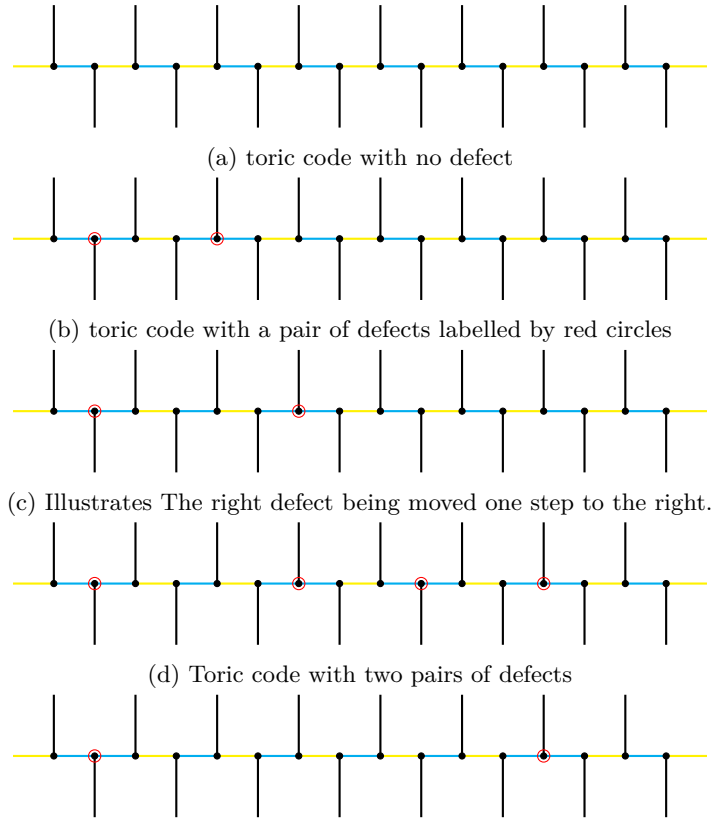 (a) toric code with no defect
(b) toric code with a pair of defects labelled by red circles
(c) Illustrates The right defect being moved one step to the right.
(d) Toric code with two pairs of defects